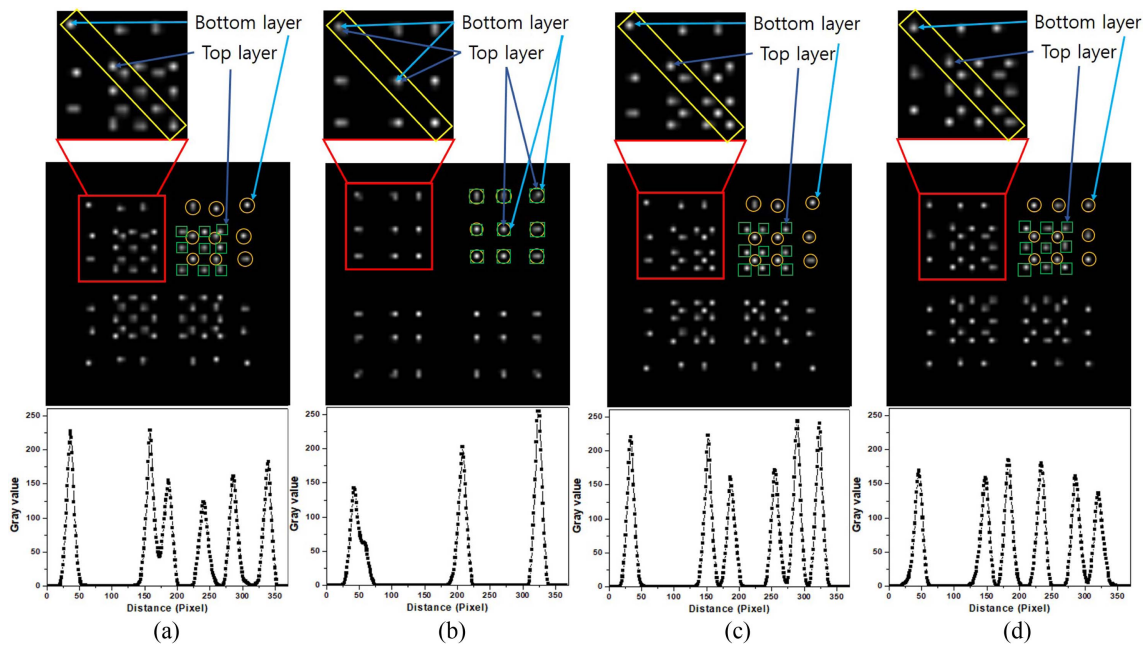 Bottom layer
Top layer
Bottom layer
Top layer
Bottom layer
Top layer
Bottom layer
Top layer
250
200
150
100
50
0
Gray value
0 50 100 150 200 250 300 350
Distance (Pixel)
250
200
150
100
50
0
Gray value
0 50 100 150 200 250 300 350
Distance (Pixel)
250
200
150
100
50
0
Gray value
0 50 100 150 200 250 300 350
Distance (Pixel)
250
200
150
100
50
0
Gray value
0 50 100 150 200 250 300 350
Distance (Pixel)
(a)
(b)
(c)
(d)